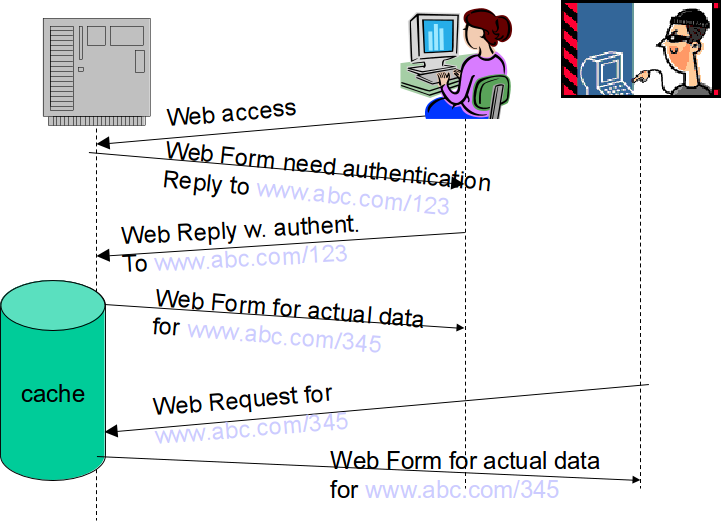 Web access
Web Form need authentication
Reply to www.abc.com/123
Web Reply w. authent.
To www.abc.com/123
Web Form for actual data
for www.abc.com/345
cache
Web Request for
www.abc.com/345
Web Form for actual data
for www.abc.com/345